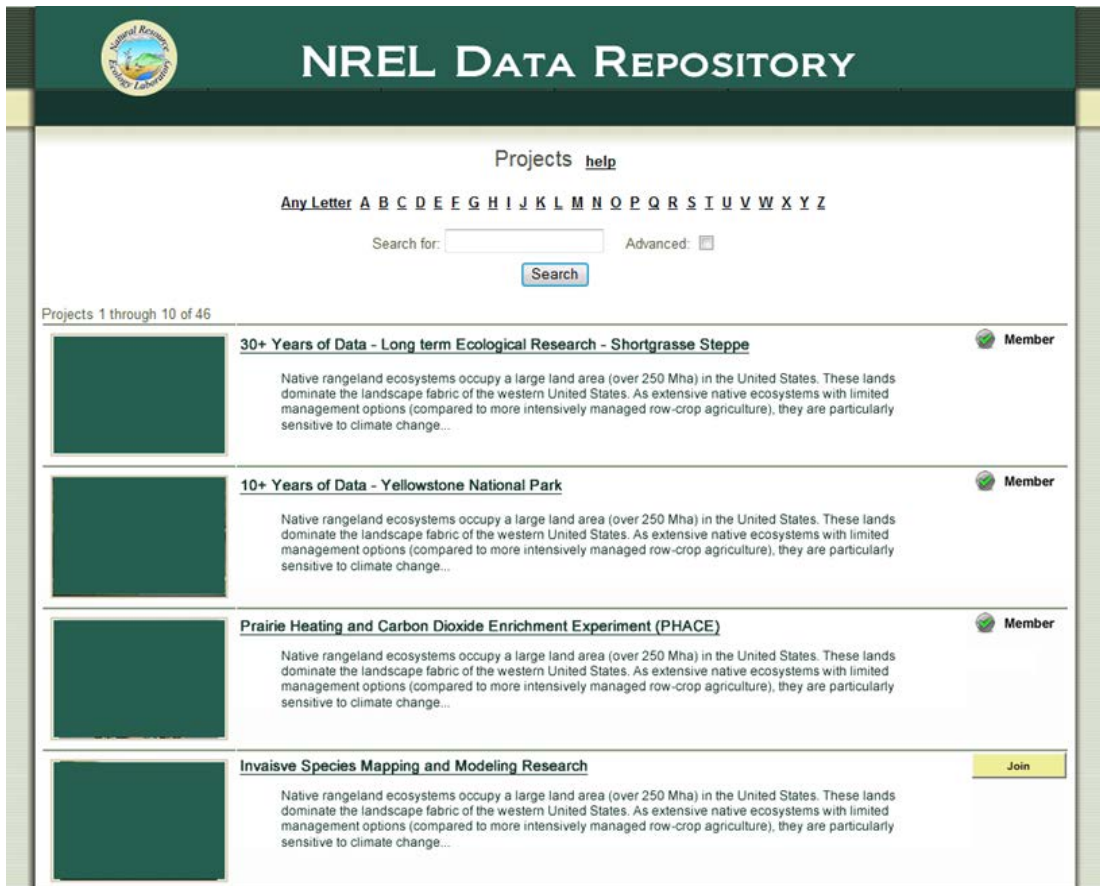 Natural Resource
Ecology Laboratory
NREL DATA REPOSITORY
Projects help
Any Letter A B C D E F G H I J K L M N O P Q R S T U V W X Y Z
Search for: Advanced:
Search
Projects 1 through 10 of 46
30+ Years of Data - Long term Ecological Research - Shortgrasse Steppe
Member
Native rangeland ecosystems occupy a large land area (over 250 Mha) in the United States. These lands
dominate the landscape fabric of the western United States. As extensive native ecosystems with limited
management options (compared to more intensively managed row-crop agriculture), they are particularly
sensitive to climate change...
10+ Years of Data - Yellowstone National Park
Member
Native rangeland ecosystems occupy a large land area (over 250 Mha) in the United States. These lands
dominate the landscape fabric of the western United States. As extensive native ecosystems with limited
management options (compared to more intensively managed row-crop agriculture), they are particularly
sensitive to climate change...
Prairie Heating and Carbon Dioxide Enrichment Experiment (PHACE)
Member
Native rangeland ecosystems occupy a large land area (over 250 Mha) in the United States. These lands
dominate the landscape fabric of the western United States. As extensive native ecosystems with limited
management options (compared to more intensively managed row-crop agriculture), they are particularly
sensitive to climate change...
Invaisve Species Mapping and Modeling Research
Join
Native rangeland ecosystems occupy a large land area (over 250 Mha) in the United States. These lands
dominate the landscape fabric of the western United States. As extensive native ecosystems with limited
management options (compared to more intensively managed row-crop agriculture), they are particularly
sensitive to climate change...